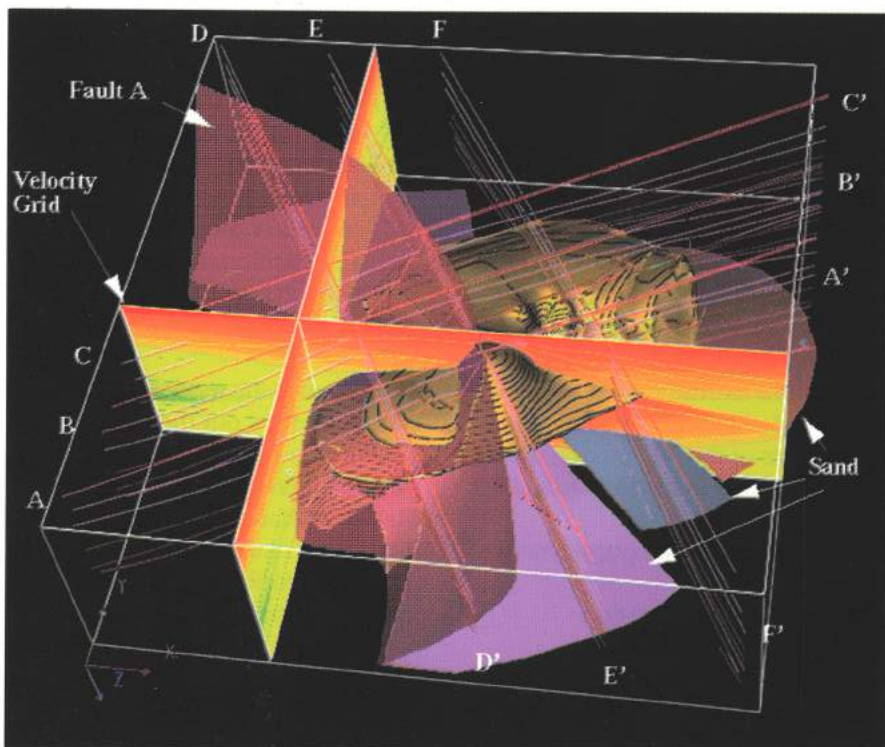 D E F
Fault A
C'
Velocity
Grid
B'
A'
C
B
Sand
A
Y
X
Z
D'
E'
F'